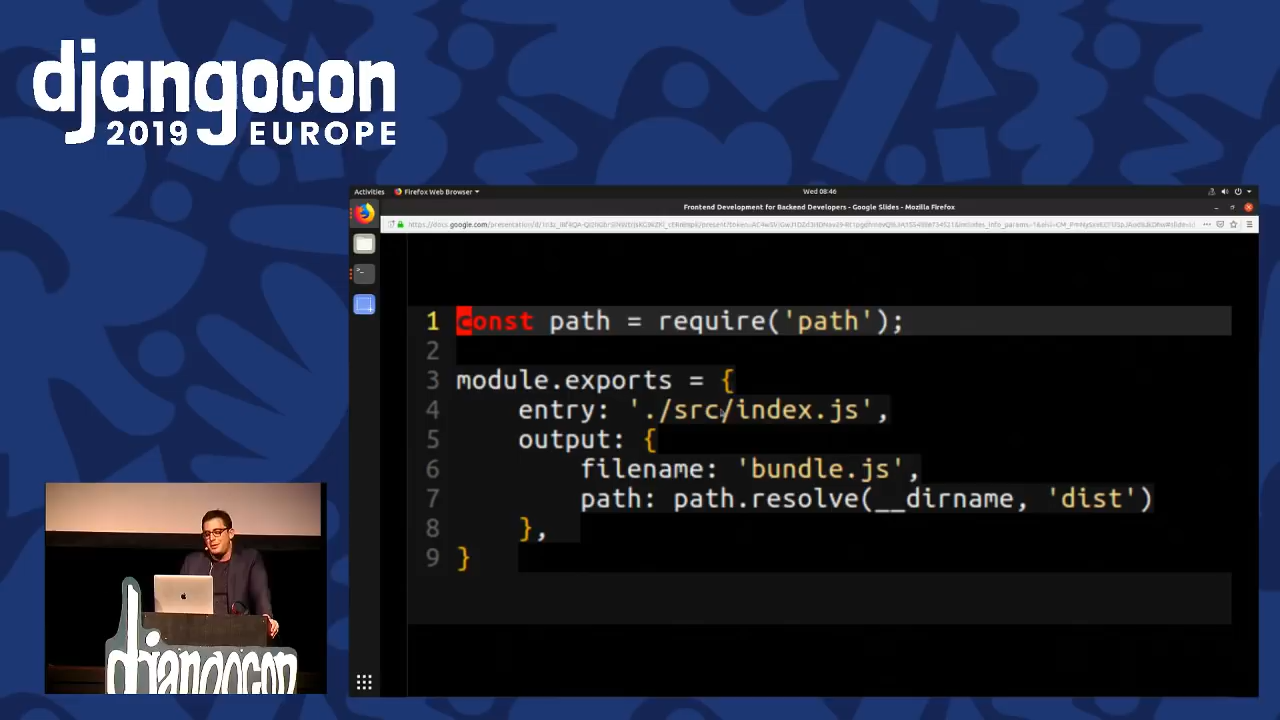 djangocon
2019 EUROPE
Activities Firefox Web Browser Wed 08:46
Frontend Development for Backend Developers - Google Slides - Mozilla Firefox
1 const path = require('path');
2
3 module.exports = {
4 entry: './src/index.js',
5 output: {
6 filename: 'bundle.js',
7 path: path.resolve(__dirname, 'dist')
8 },
9 }
djangocon